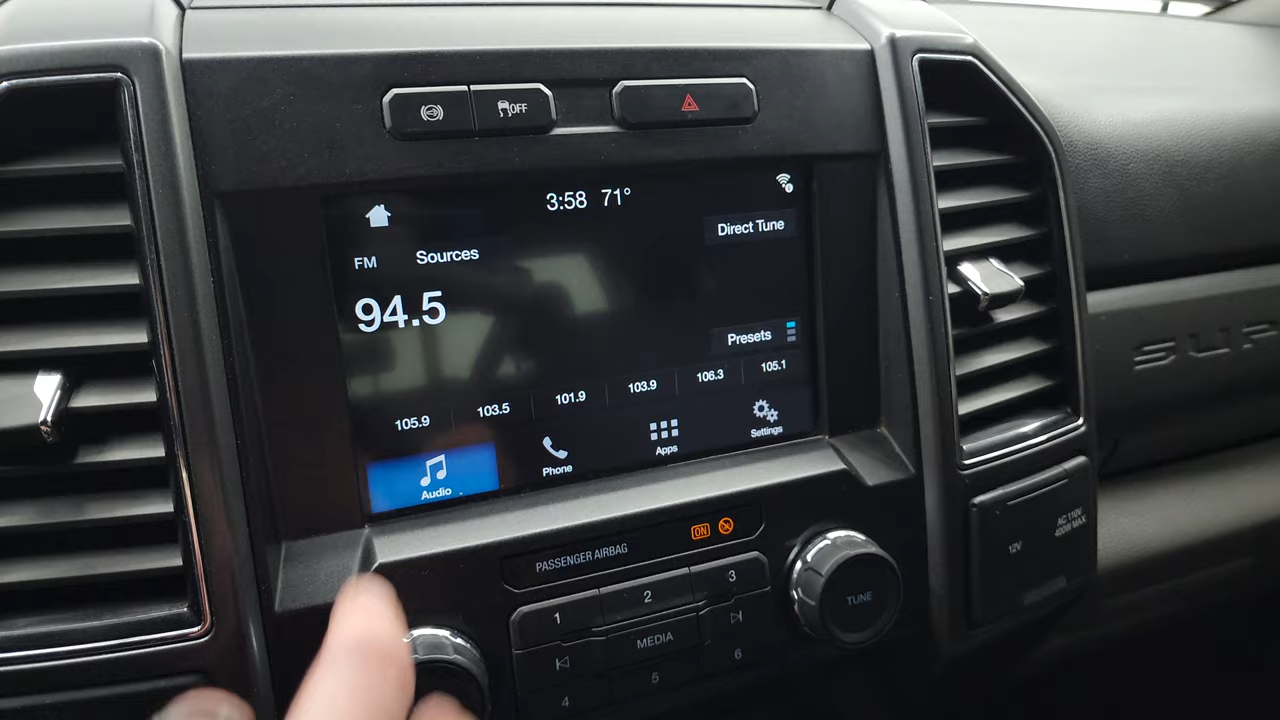 OFF
3:58 71°
Direct Tune
FM Sources
94.5
Presets
105.9 103.5 101.9 103.9 106.3 105.1
Audio Phone Apps Settings
PASSENGER AIRBAG ON
1 2 3
MEDIA
4 5 6
TUNE
12V
AC 110V
400W MAX
SUP